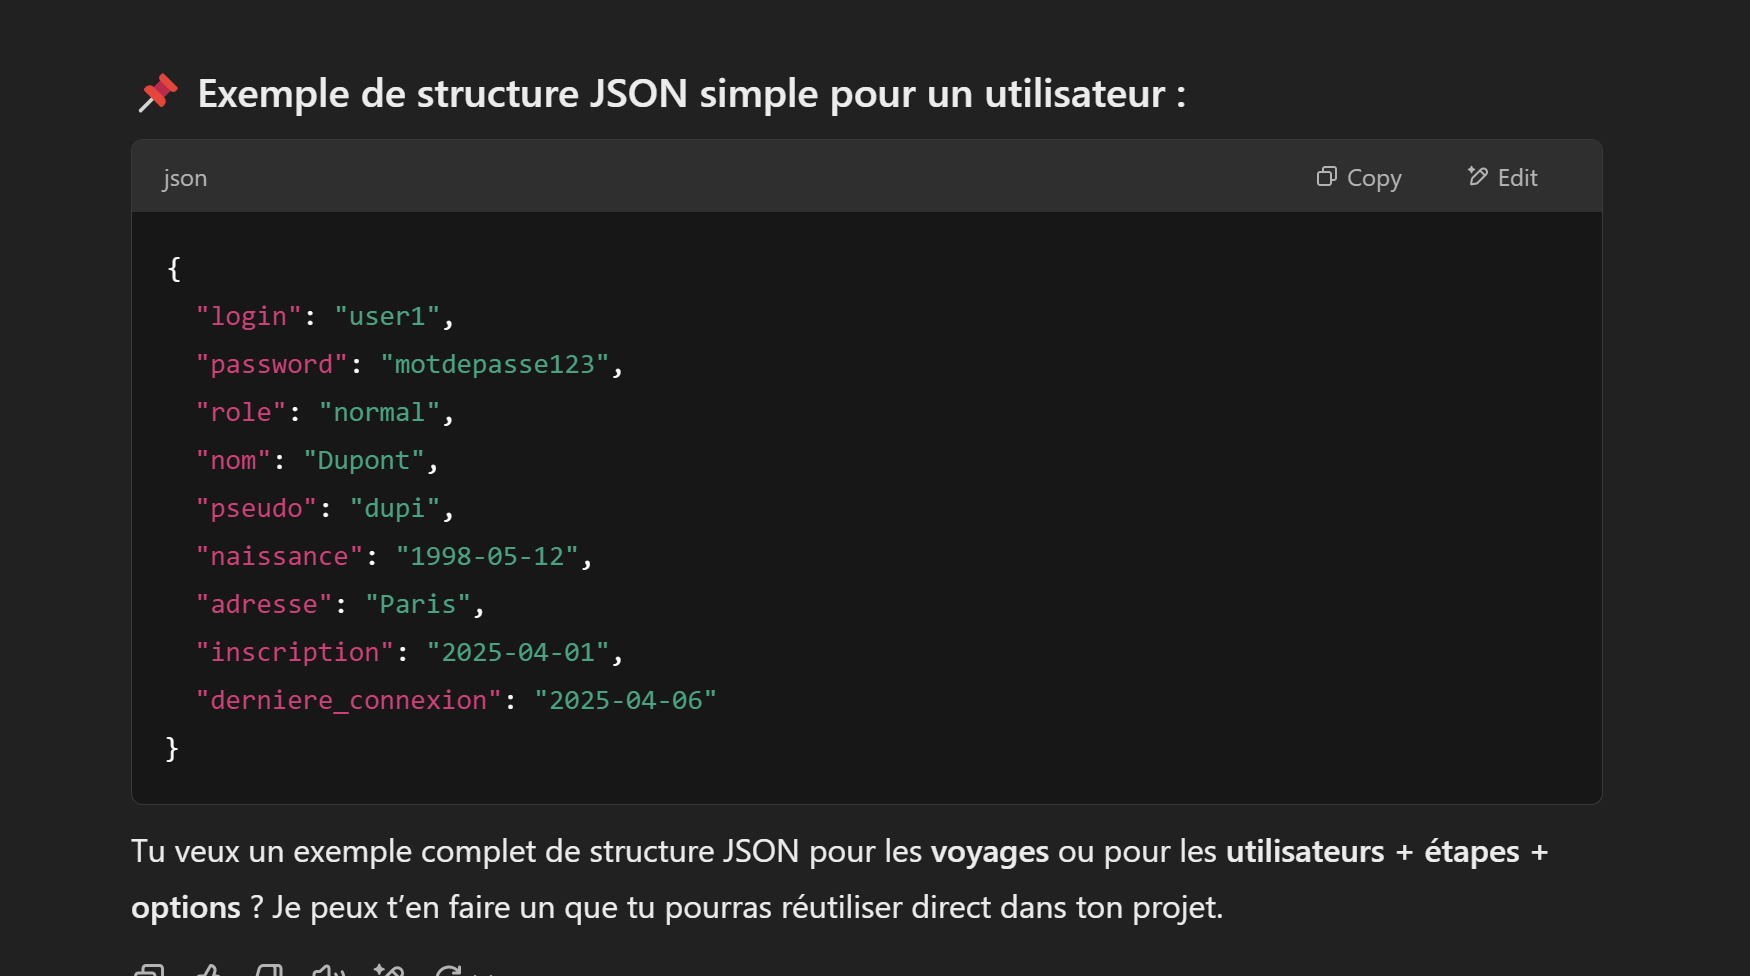 📌 Exemple de structure JSON simple pour un utilisateur :
json Copy Edit
{
  "login": "user1",
  "password": "motdepasse123",
  "role": "normal",
  "nom": "Dupont",
  "pseudo": "dupi",
  "naissance": "1998-05-12",
  "adresse": "Paris",
  "inscription": "2025-04-01",
  "derniere_connexion": "2025-04-06"
}
Tu veux un exemple complet de structure JSON pour les voyages ou pour les utilisateurs + étapes +
options ? Je peux t’en faire un que tu pourras réutiliser direct dans ton projet.